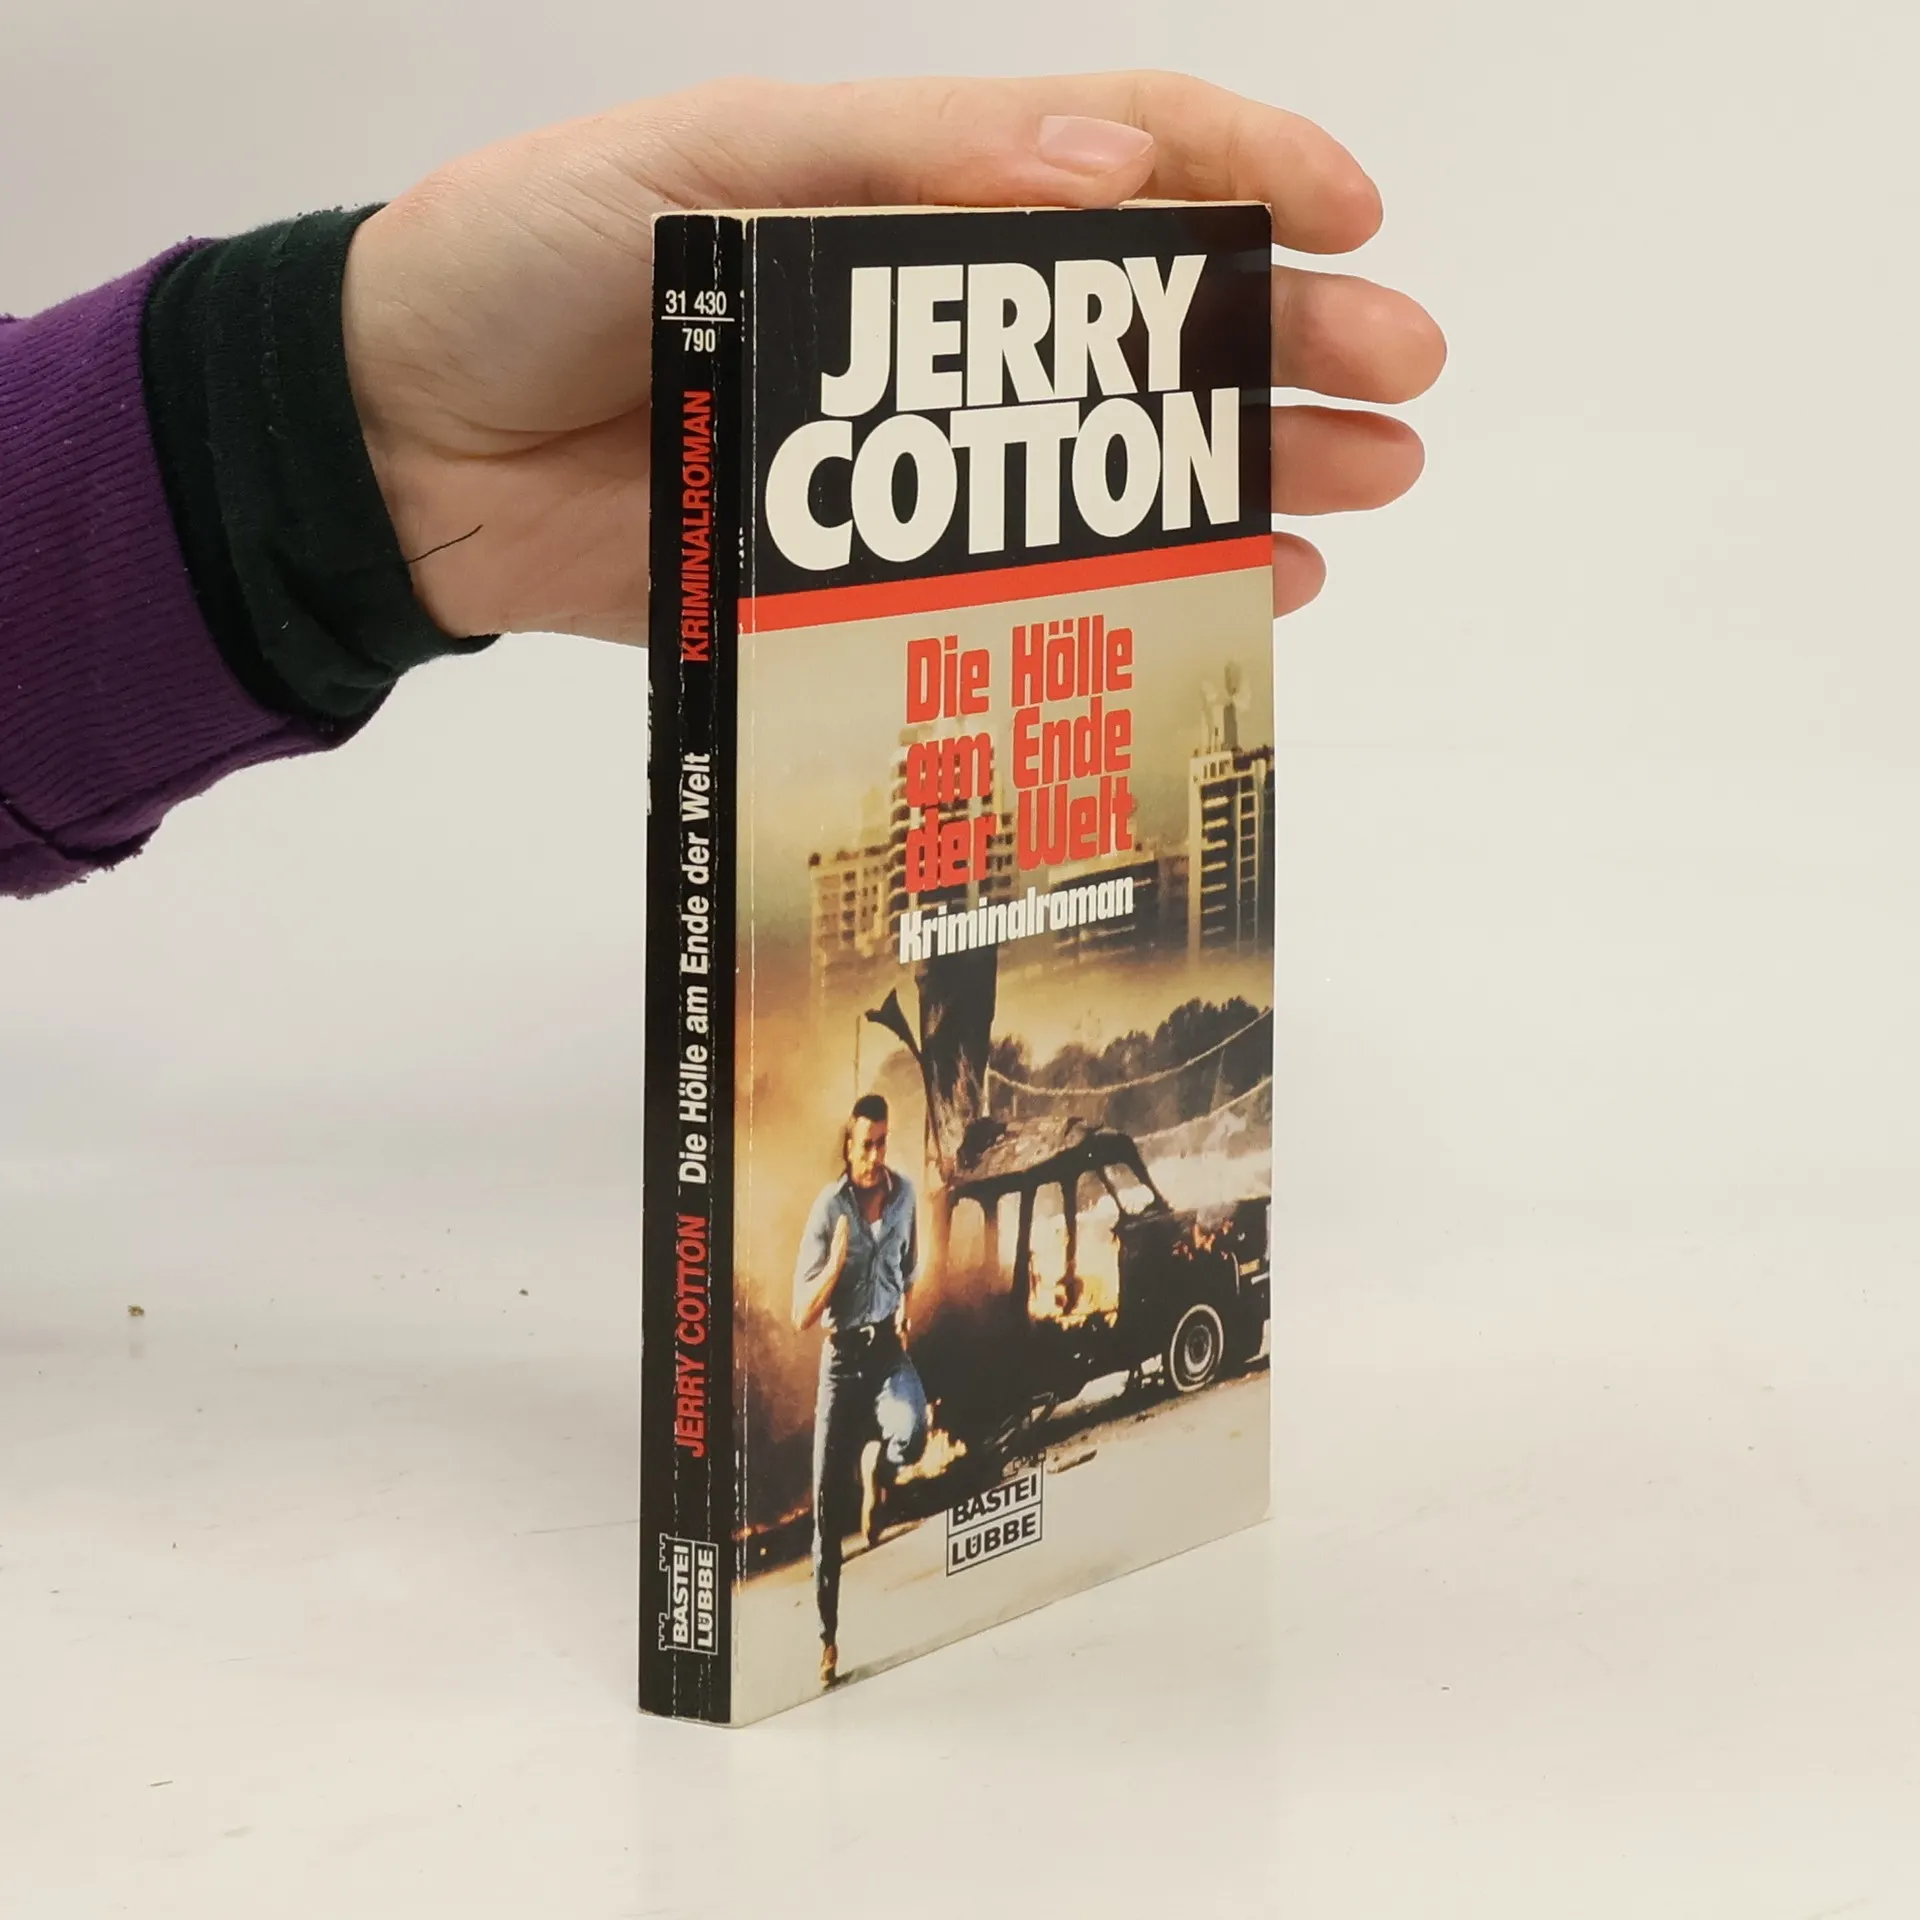 31 430
790
KRIMINALROMAN
Die Hölle am Ende der Welt
JERRY COTTON
BASTEI
LÜBBE
JERRY
COTTON
Die Hölle
am Ende
der Welt
Kriminalroman
BASTEI
LÜBBE